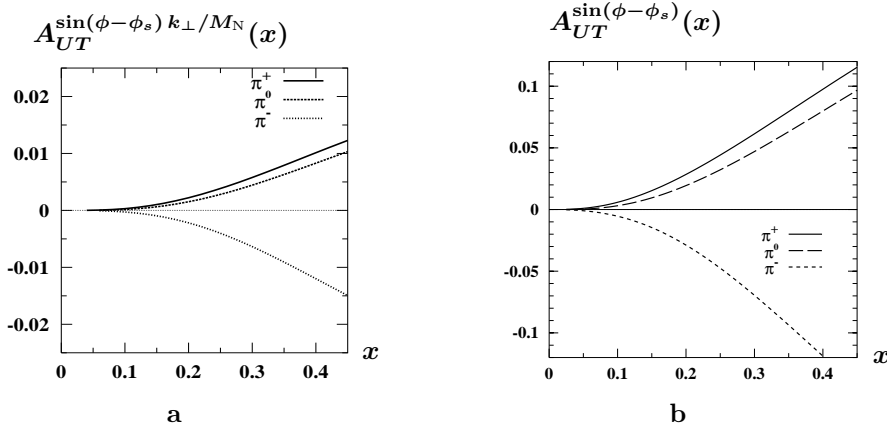 A_{UT}^{sin(ϕ−ϕ_s) k_⊥/M_N}(x)
0.02
0.01
0
-0.01
-0.02
π⁺
π⁰
π⁻
0 0.1 0.2 0.3 0.4 x
a
A_{UT}^{sin(ϕ−ϕ_s)}(x)
0.1
0.05
0
-0.05
-0.1
π⁺
π⁰
π⁻
0 0.1 0.2 0.3 0.4 x
b